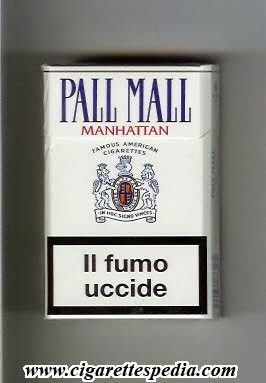 PALL MALL
MANHATTAN
FAMOUS AMERICAN
CIGARETTES
IN HOC SIGNO VINCES
Il fumo
uccide
www.cigarettespedia.com